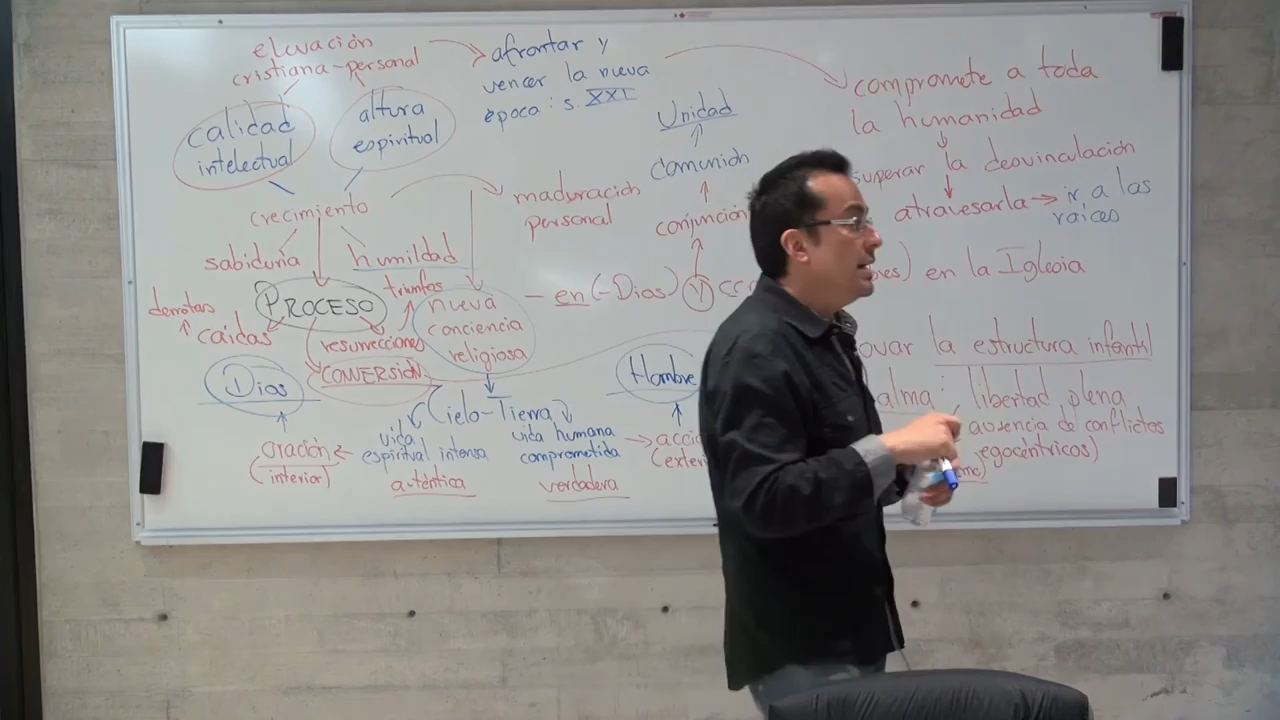 elevación
cristiana-personal
afrontar y
vencer la nueva
época: s. XXI
compromete a toda
la humanidad
superar la desvinculación
atravesarla → ir a las
raíces
calidad
intelectual
altura
espiritual
Unidad
↑
comunión
↑
conjunción
crecimiento
maduración
personal
sabiduría
humildad
derrotas
↑
caídas
PROCESO
triunfos
resurrecciones
CONVERSIÓN
nueva
conciencia
religiosa
- en (-Dios) y
en la Iglesia
la estructura infantil
alma: libertad plena
ausencia de conflictos
egocéntricos)
Dios
Hombre
Cielo-Tierra
oración
(interior)
vida
espiritual intensa
auténtica
vida humana
comprometida
verdadera